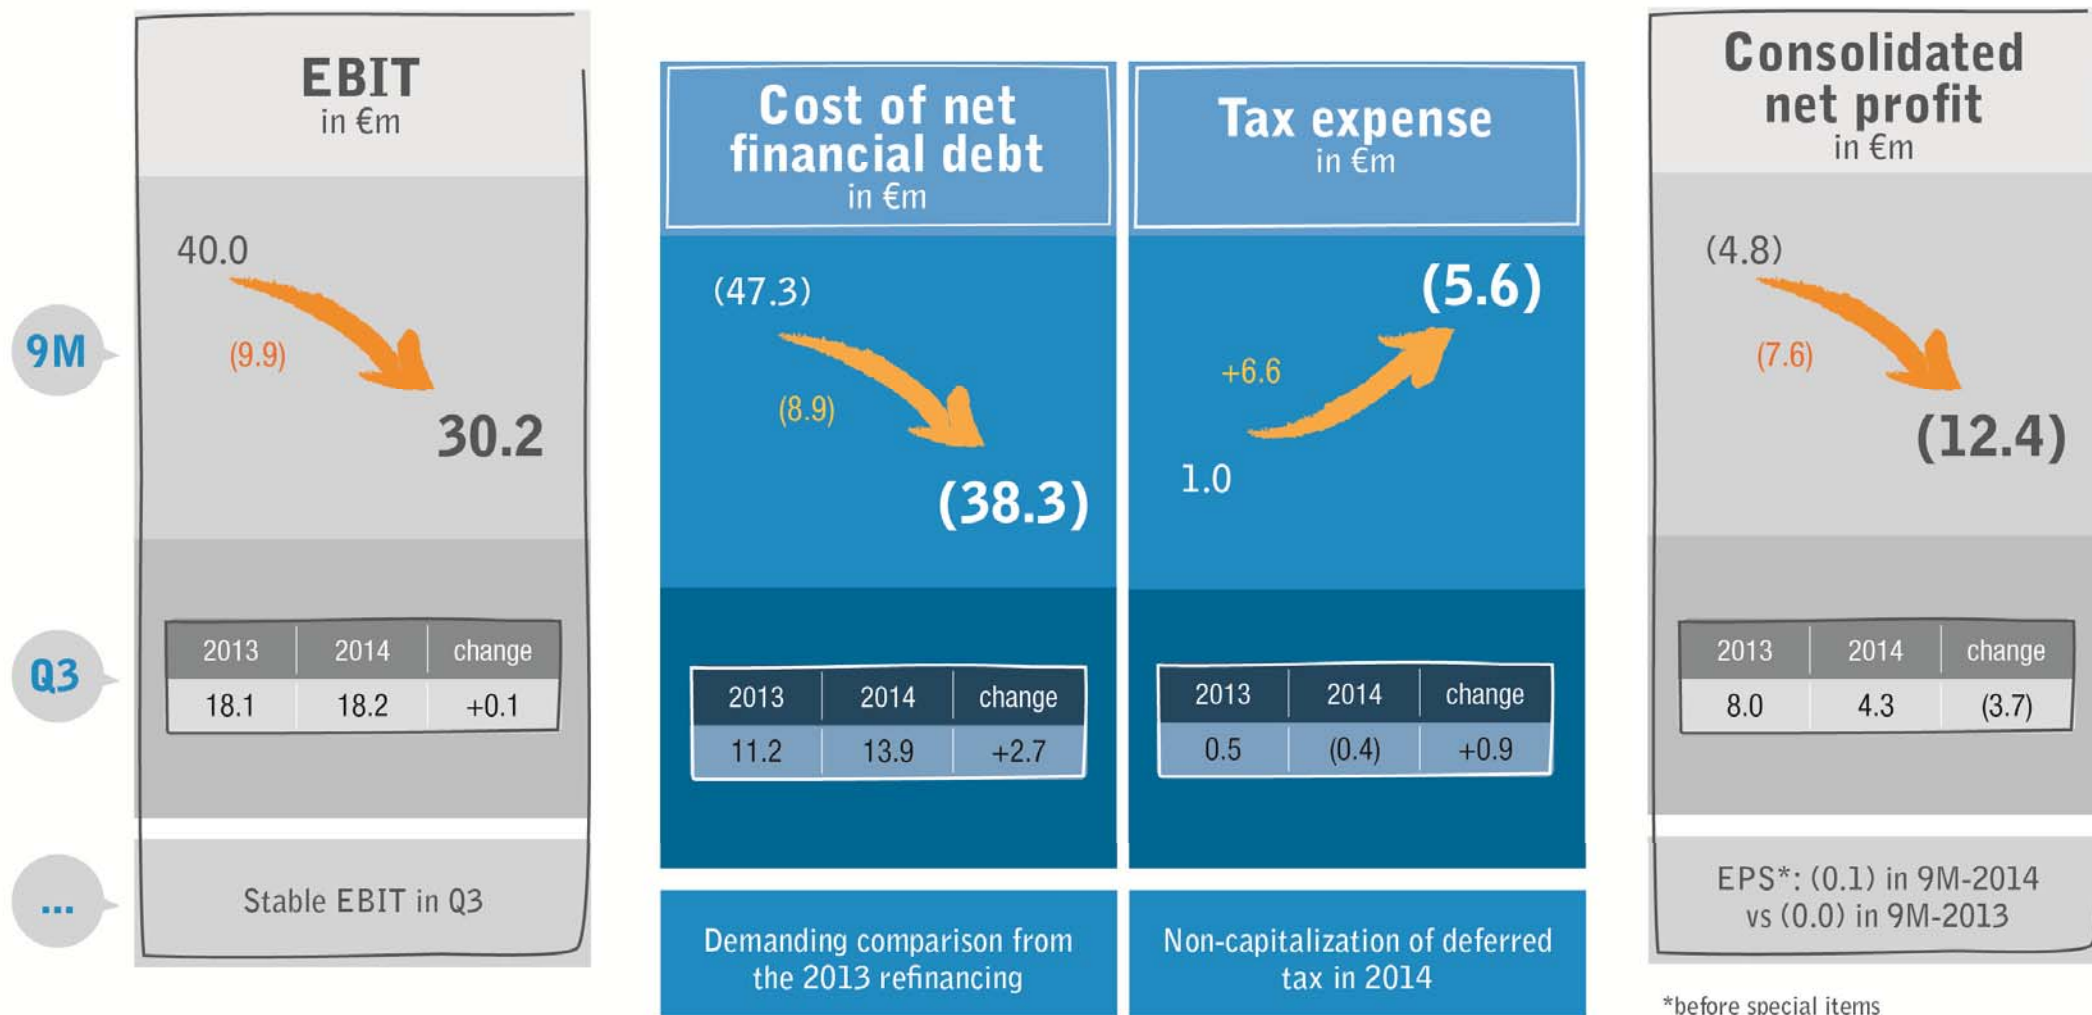 EBIT
in €m
Cost of net
financial debt
in €m
Tax expense
in €m
Consolidated
net profit
in €m
9M
40.0
(9.9)
30.2
(47.3)
(8.9)
(38.3)
(5.6)
+6.6
1.0
(4.8)
(7.6)
(12.4)
Q3
2013 2014 change
18.1 18.2 +0.1
2013 2014 change
11.2 13.9 +2.7
2013 2014 change
0.5 (0.4) +0.9
2013 2014 change
8.0 4.3 (3.7)
...
Stable EBIT in Q3
Demanding comparison from
the 2013 refinancing
Non-capitalization of deferred
tax in 2014
EPS*: (0.1) in 9M-2014
vs (0.0) in 9M-2013
*before special items